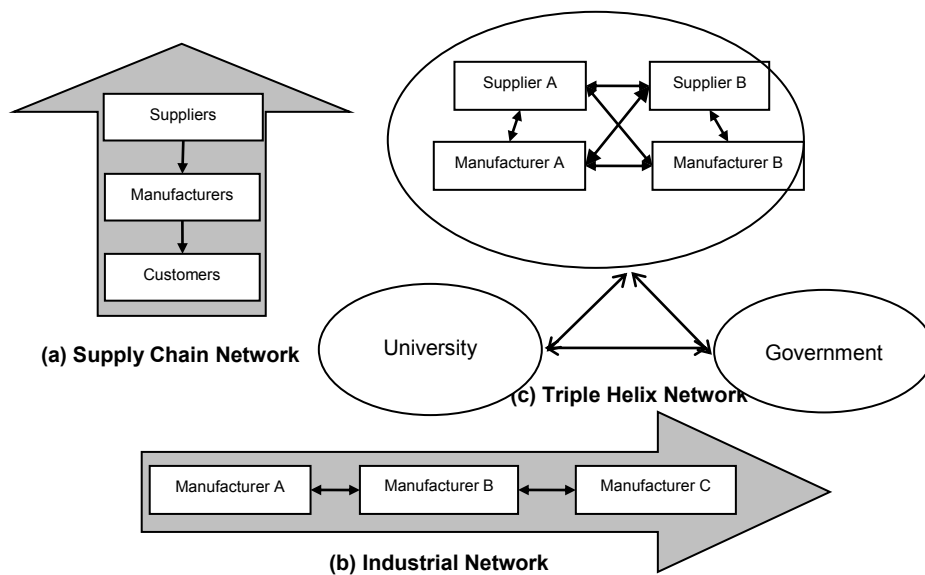 Suppliers
Manufacturers
Customers
(a) Supply Chain Network
Supplier A
Supplier B
Manufacturer A
Manufacturer B
University
Government
(c) Triple Helix Network
Manufacturer A
Manufacturer B
Manufacturer C
(b) Industrial Network